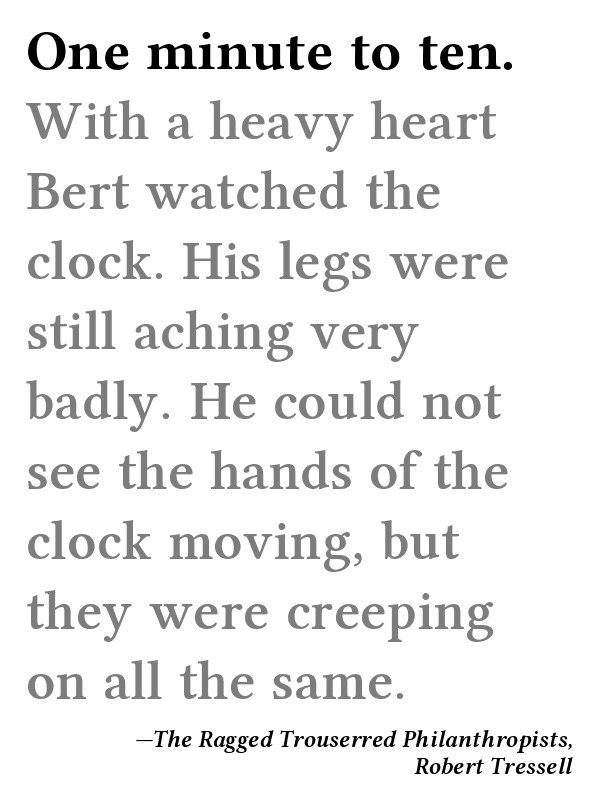 One minute to ten.
With a heavy heart
Bert watched the
clock. His legs were
still aching very
badly. He could not
see the hands of the
clock moving, but
they were creeping
on all the same.
—The Ragged Trouserred Philanthropists,
Robert Tressell